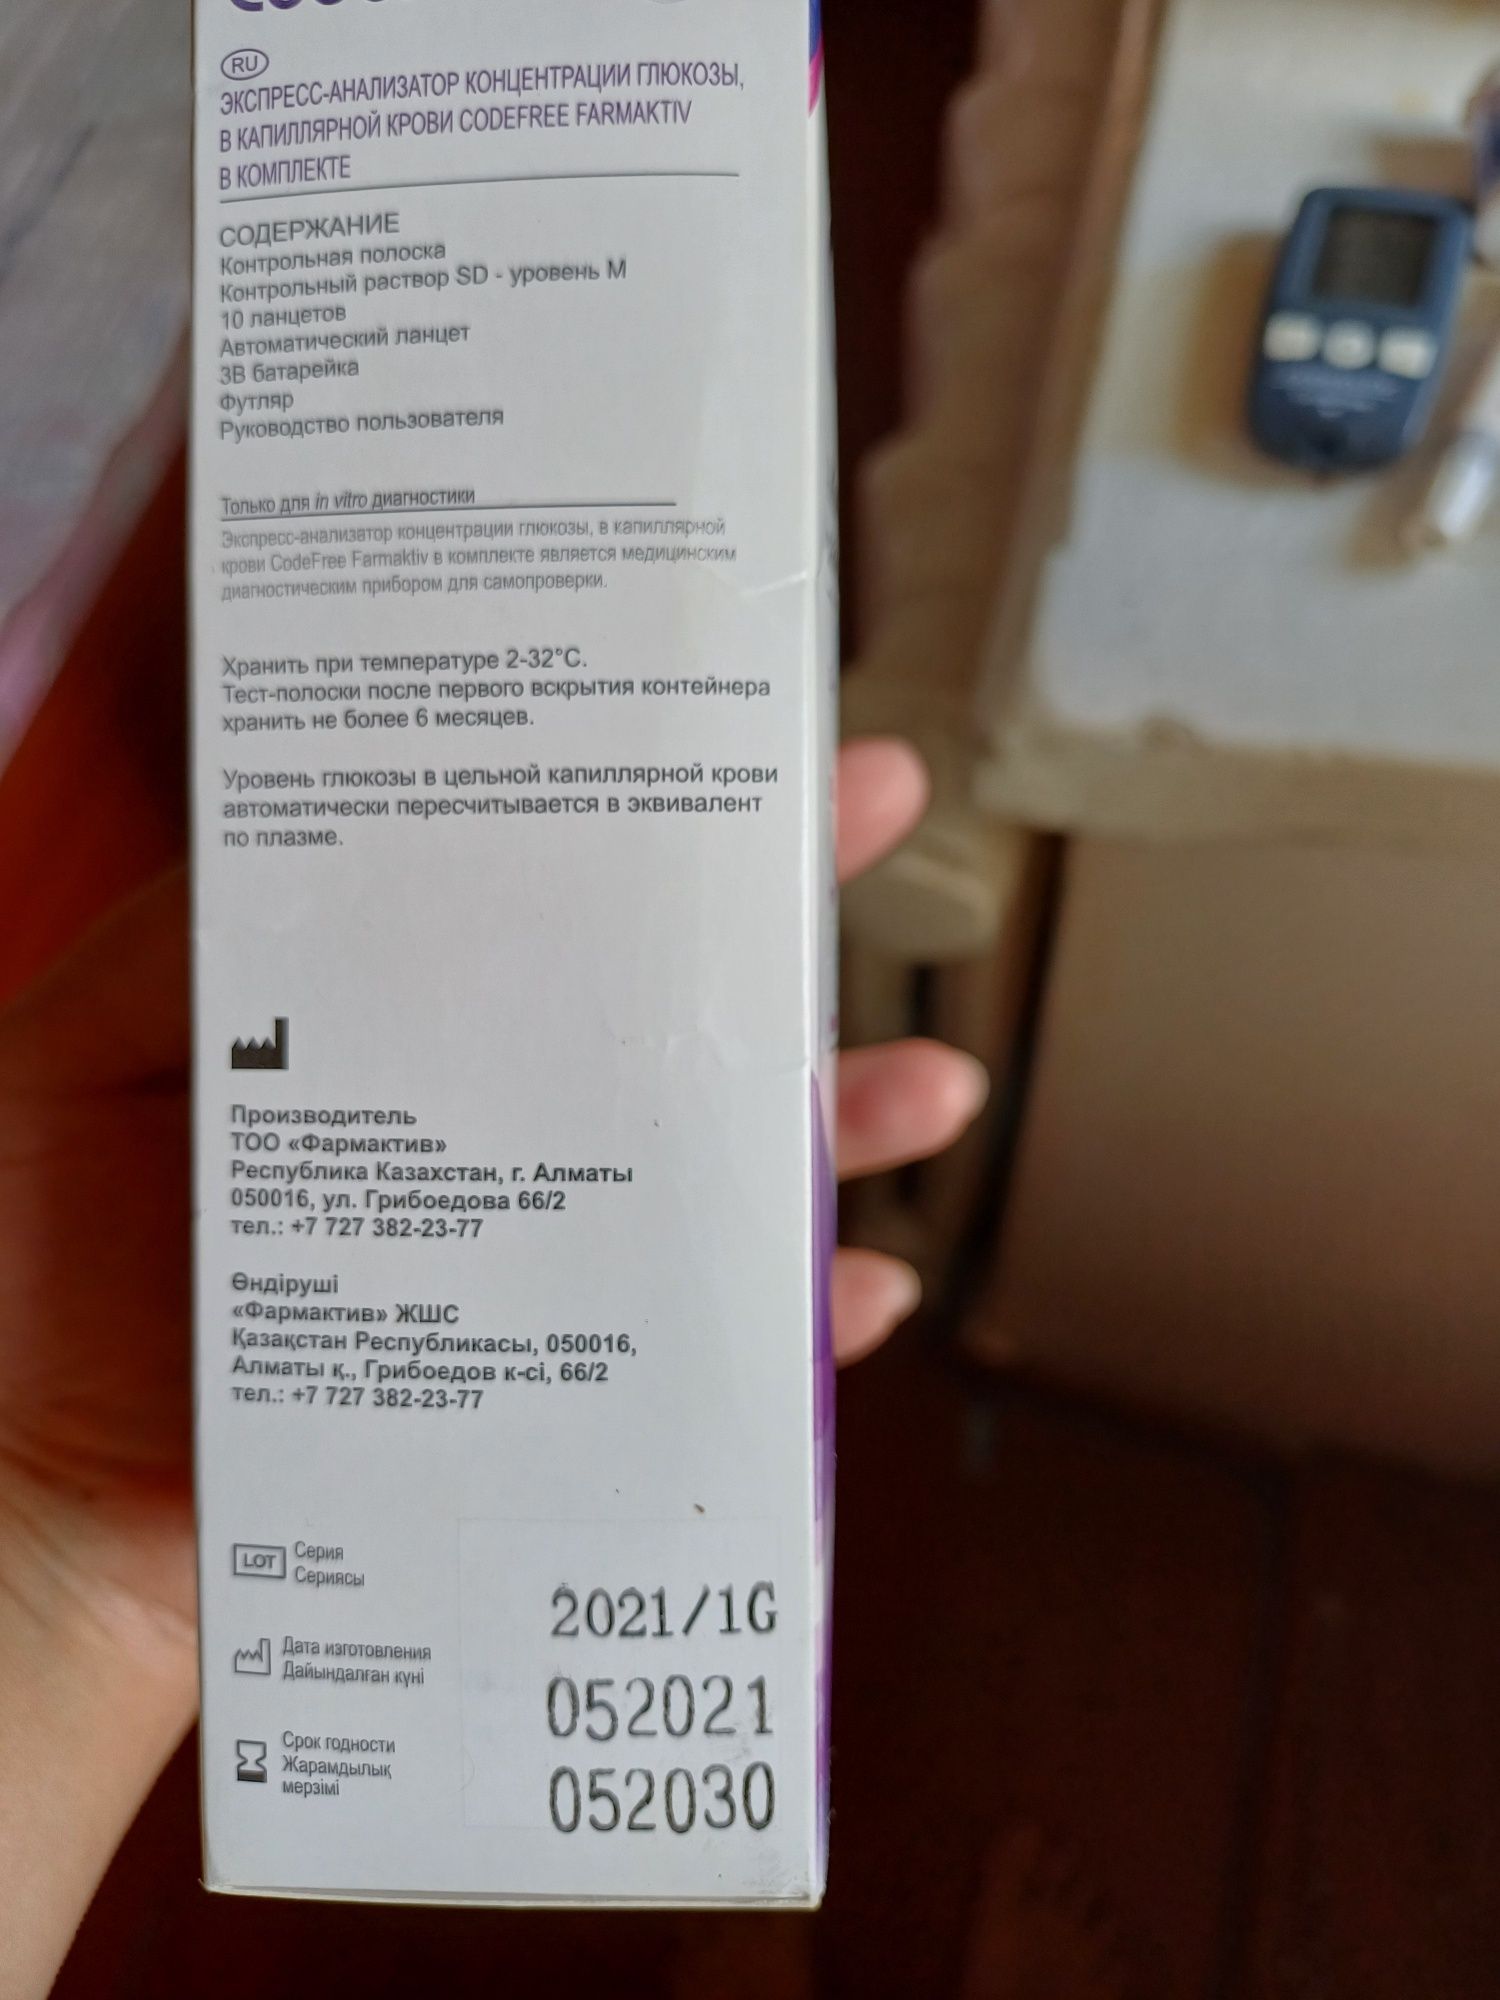 RU
ЭКСПРЕСС-АНАЛИЗАТОР КОНЦЕНТРАЦИИ ГЛЮКОЗЫ,
В КАПИЛЛЯРНОЙ КРОВИ CODEFREE FARMAKTIV
В КОМПЛЕКТЕ
СОДЕРЖАНИЕ
Контрольная полоска
Контрольный раствор SD - уровень М
10 ланцетов
Автоматический ланцет
3В батарейка
Футляр
Руководство пользователя
Только для in vitro диагностики
Экспресс-анализатор концентрации глюкозы, в капиллярной
крови CodeFree Farmaktiv в комплекте является медицинским
диагностическим прибором для самопроверки.
Хранить при температуре 2-32°С.
Тест-полоски после первого вскрытия контейнера
хранить не более 6 месяцев.
Уровень глюкозы в цельной капиллярной крови
автоматически пересчитывается в эквивалент
по плазме.
Производитель
ТОО «Фармактив»
Республика Казахстан, г. Алматы
050016, ул. Грибоедова 66/2
тел.: +7 727 382-23-77
Өндіруші
«Фармактив» ЖШС
Қазақстан Республикасы, 050016,
Алматы қ., Грибоедов к-сі, 66/2
тел.: +7 727 382-23-77
LOT Серия
Сериясы
2021/1G
Дата изготовления
Дайындалған күні
052021
Срок годности
Жарамдылық
мерзімі
052030